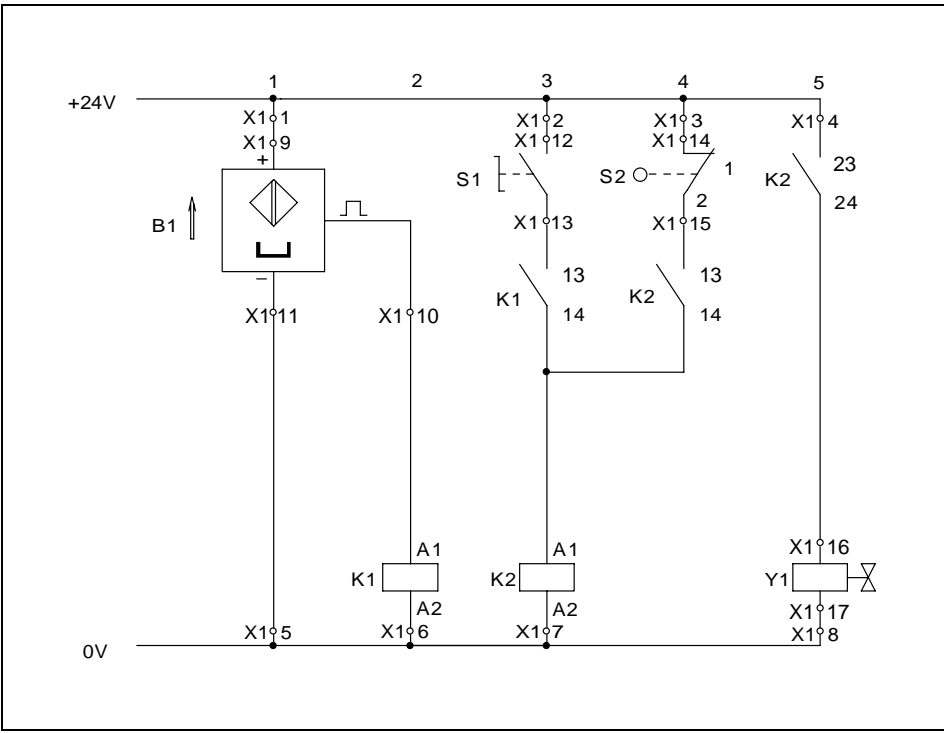 1 2 3 4 5
+24V
X1 1 X1 2 X1 3 X1 4
X1 9 X1 12 X1 14
+
S1 S2 1 K2 23
2 24
B1
X1 13 X1 15
–
K1 13 K2 13
14 14
X1 11 X1 10
X1 16
A1 A1
K1 K2 Y1
A2 A2 X1 17
X1 5 X1 6 X1 7 X1 8
0V